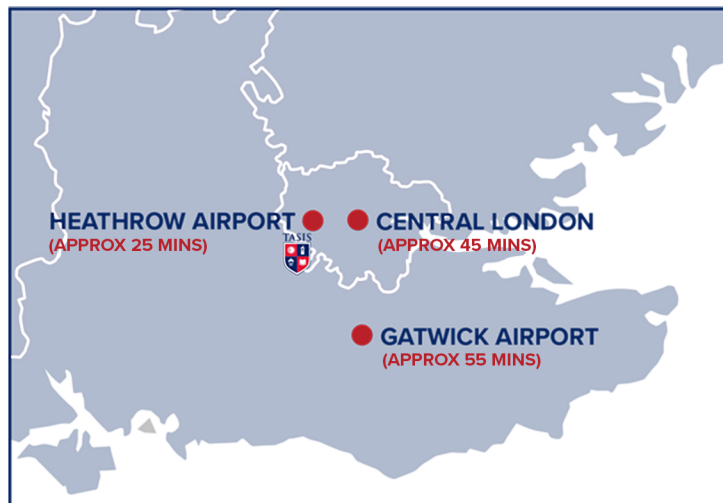 HEATHROW AIRPORT
(APPROX 25 MINS)
CENTRAL LONDON
(APPROX 45 MINS)
TASIS
GATWICK AIRPORT
(APPROX 55 MINS)